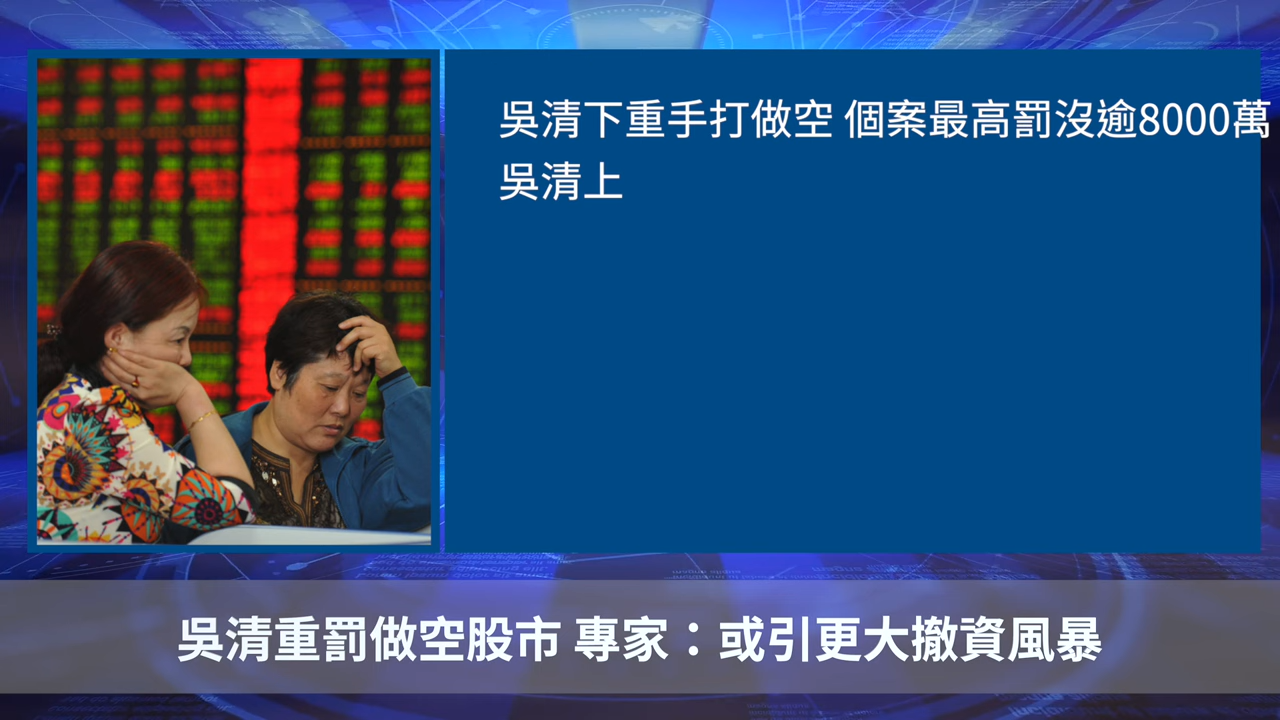 吳清下重手打做空 個案最高罰沒逾8000萬
吳清上
吳清重罰做空股市 專家：或引更大撤資風暴